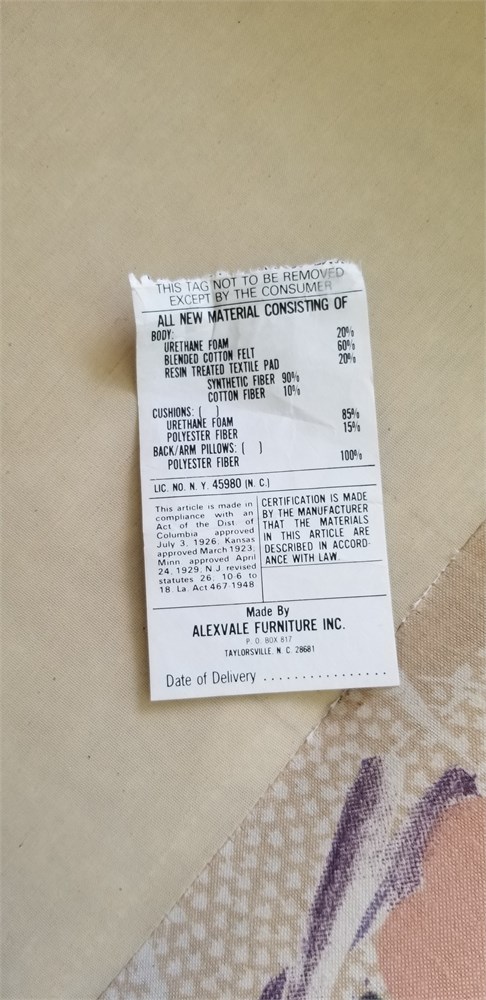 THIS TAG NOT TO BE REMOVED
EXCEPT BY THE CONSUMER
ALL NEW MATERIAL CONSISTING OF
BODY:
URETHANE FOAM 20%
BLENDED COTTON FELT 60%
RESIN TREATED TEXTILE PAD 20%
SYNTHETIC FIBER 90%
COTTON FIBER 10%
CUSHIONS: ( )
URETHANE FOAM 85%
POLYESTER FIBER 15%
BACK/ARM PILLOWS: ( )
POLYESTER FIBER 100%
LIC. NO. N. Y. 45980 (N. C.)
This article is made in
compliance with an
Act of the Dist. of
Columbia approved
July 3, 1926, Kansas
approved March 1923;
Minn approved April
24, 1929, N.J. revised
statutes 26. 10.6 to
18. La. Act 467-1948
CERTIFICATION IS MADE
BY THE MANUFACTURER
THAT THE MATERIALS
IN THIS ARTICLE ARE
DESCRIBED IN ACCORD-
ANCE WITH LAW.
Made By
ALEXVALE FURNITURE INC.
P. O. BOX 817
TAYLORSVILLE, N. C. 28681
Date of Delivery ................